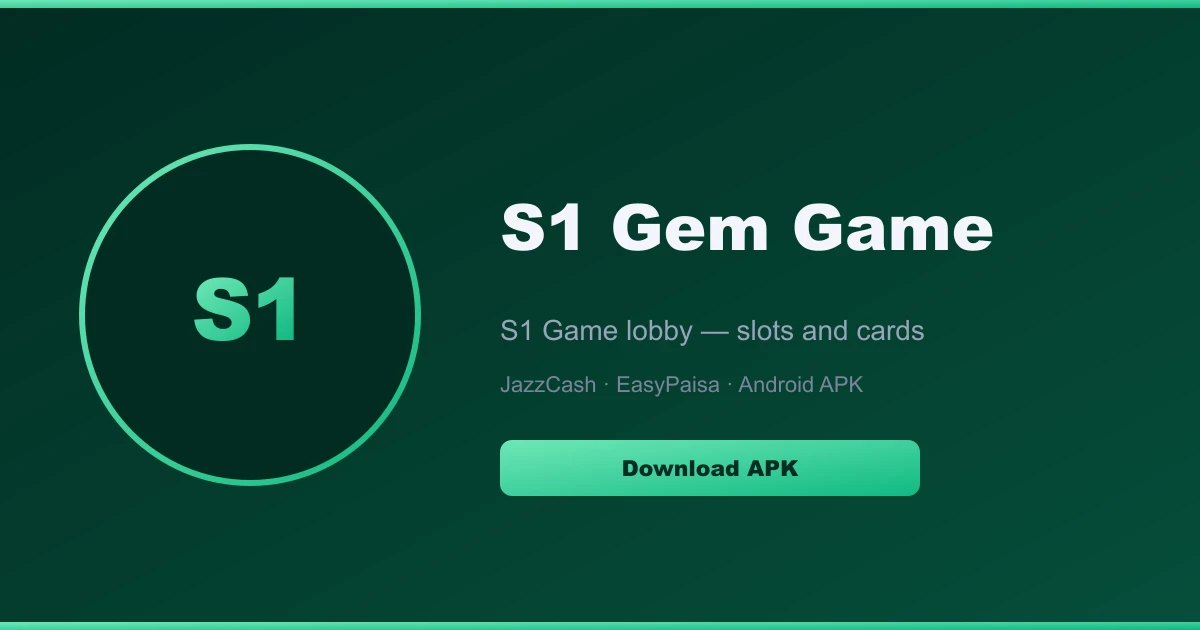 S1
S1 Gem Game
S1 Game lobby — slots and cards
JazzCash · EasyPaisa · Android APK
Download APK